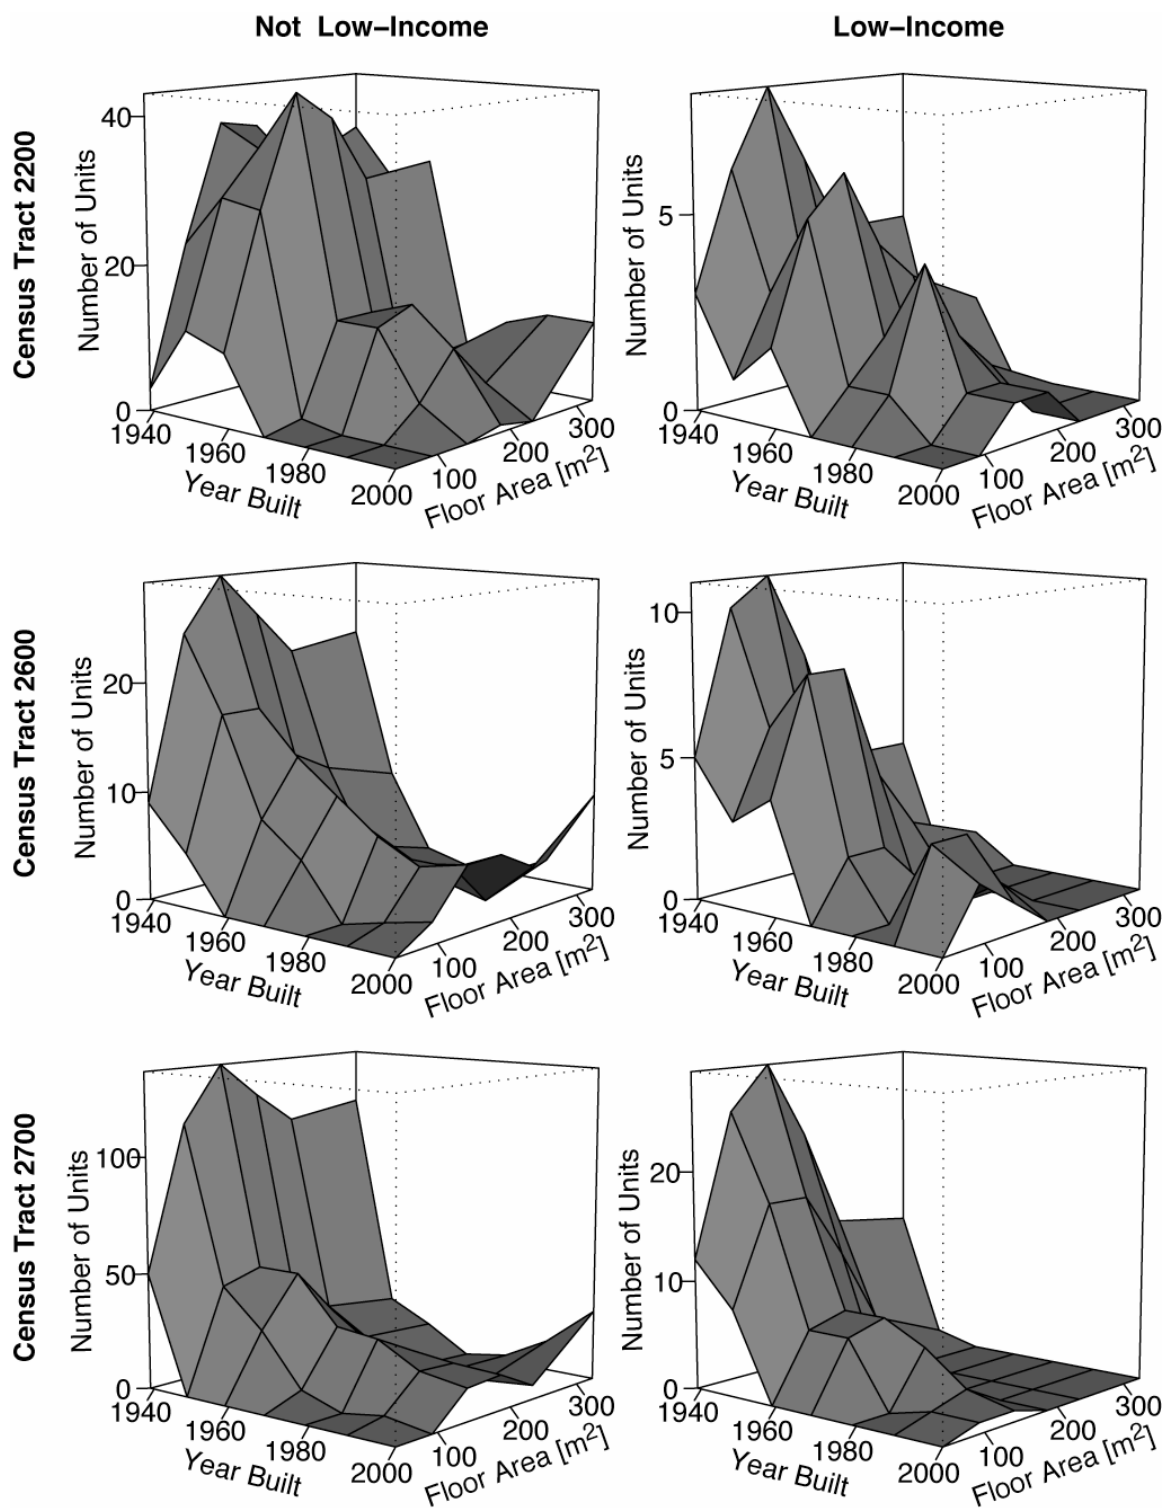 Not Low–Income
Low–Income
Census Tract 2200
Number of Units
40
20
0
1940
1960
1980
2000
Year Built
100
200
300
Floor Area [m2]
Number of Units
5
0
1940
1960
1980
2000
Year Built
100
200
300
Floor Area [m2]
Census Tract 2600
Number of Units
20
10
0
1940
1960
1980
2000
Year Built
100
200
300
Floor Area [m2]
Number of Units
10
5
0
1940
1960
1980
2000
Year Built
100
200
300
Floor Area [m2]
Census Tract 2700
Number of Units
100
50
0
1940
1960
1980
2000
Year Built
100
200
300
Floor Area [m2]
Number of Units
20
10
0
1940
1960
1980
2000
Year Built
100
200
300
Floor Area [m2]